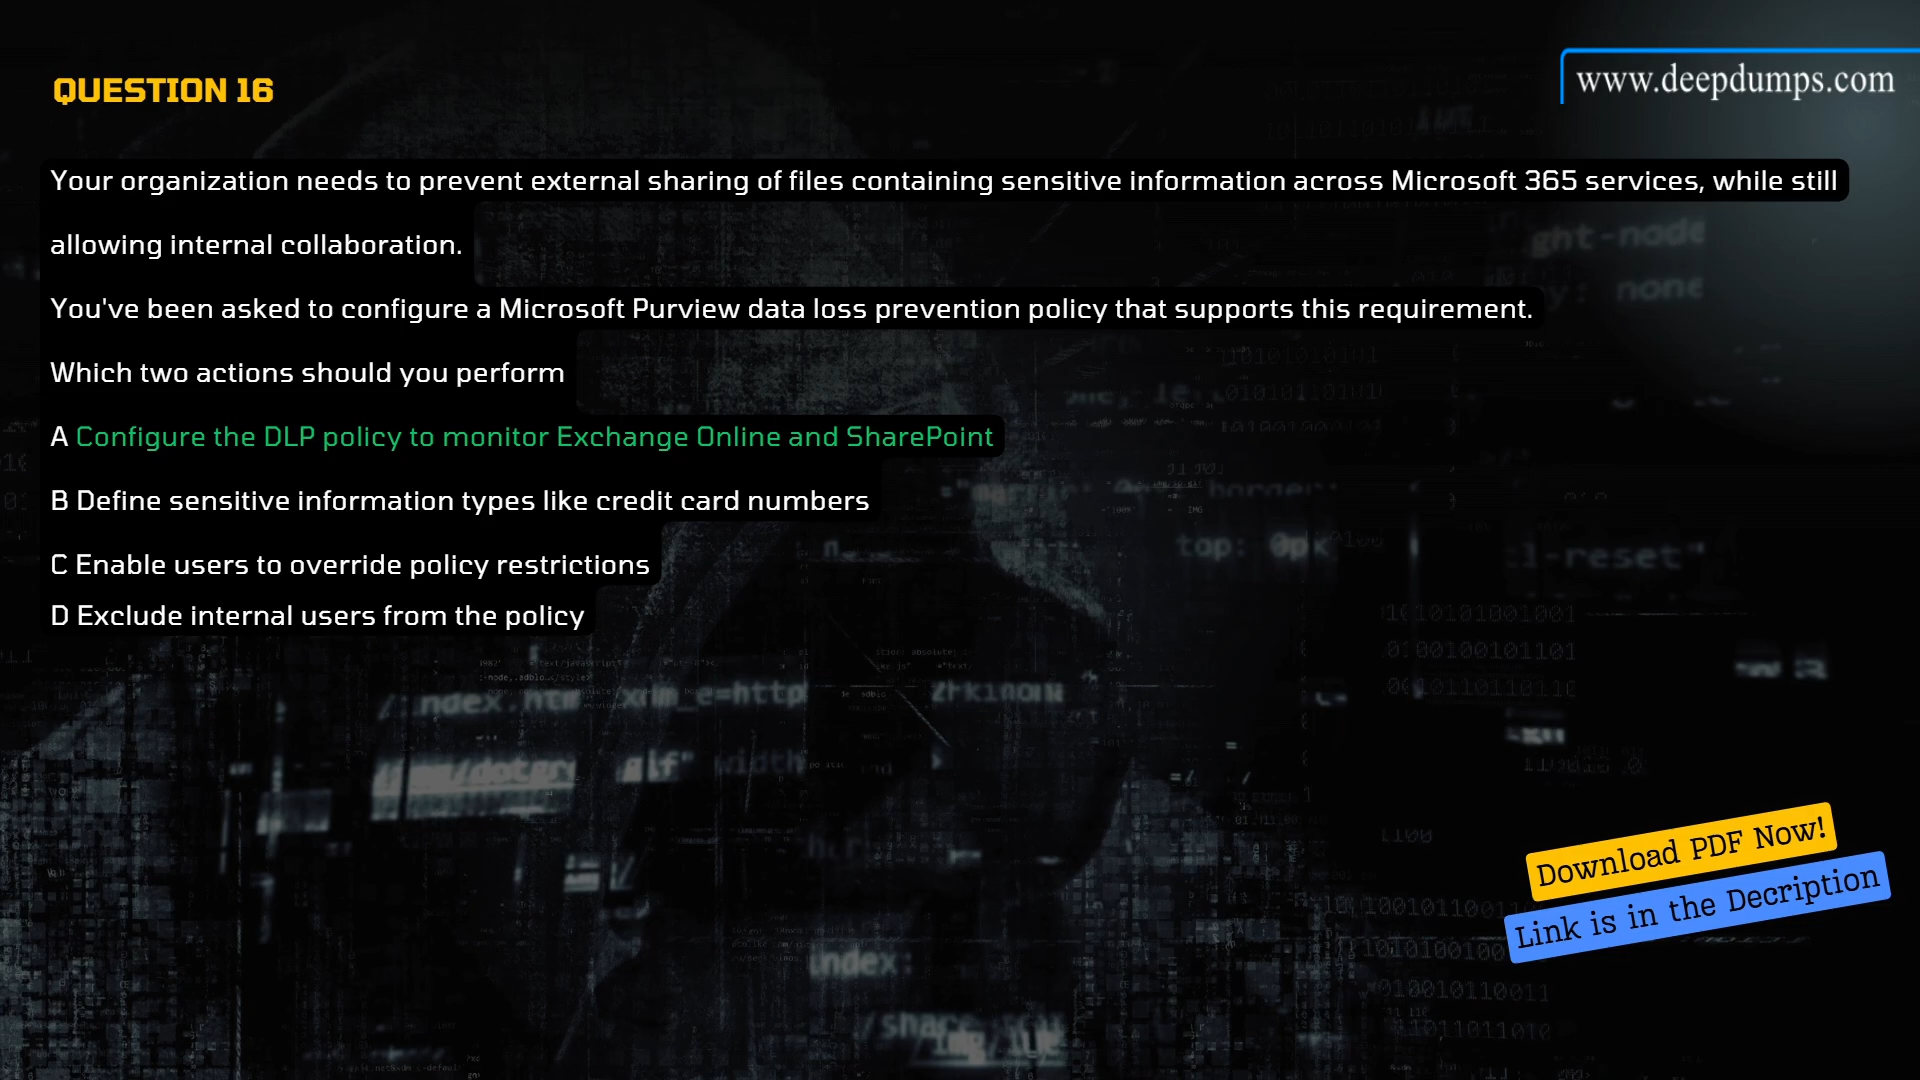 QUESTION 16
www.deepdumps.com
Your organization needs to prevent external sharing of files containing sensitive information across Microsoft 365 services, while still
allowing internal collaboration.
You've been asked to configure a Microsoft Purview data loss prevention policy that supports this requirement.
Which two actions should you perform
A Configure the DLP policy to monitor Exchange Online and SharePoint
B Define sensitive information types like credit card numbers
C Enable users to override policy restrictions
D Exclude internal users from the policy
Download PDF Now!
Link is in the Decription